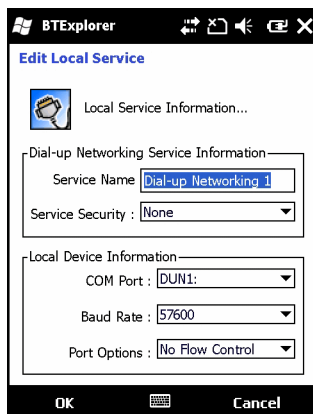 BTExplorer
Edit Local Service
Local Service Information...
Dial-up Networking Service Information
Service Name Dial-up Networking 1
Service Security : None
Local Device Information
COM Port : DUN1:
Baud Rate : 57600
Port Options : No Flow Control
OK Cancel